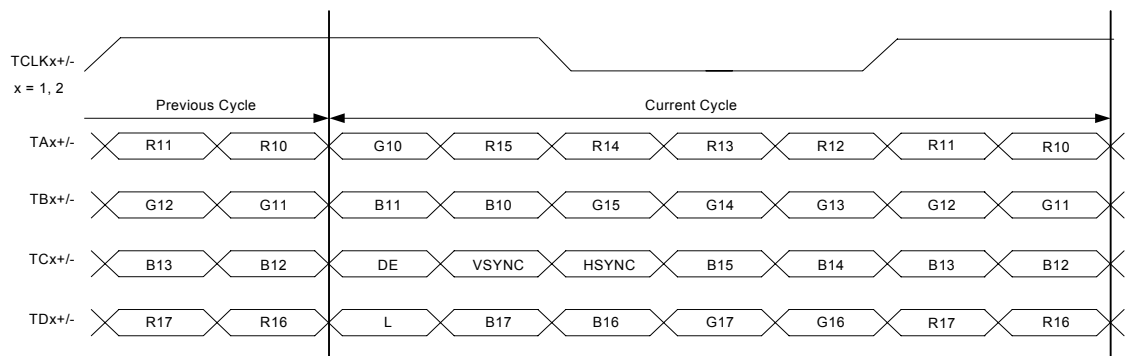 TCLKx+/-
x = 1, 2
Previous Cycle Current Cycle
TAx+/- R11 R10 G10 R15 R14 R13 R12 R11 R10
TBx+/- G12 G11 B11 B10 G15 G14 G13 G12 G11
TCx+/- B13 B12 DE VSYNC HSYNC B15 B14 B13 B12
TDx+/- R17 R16 L B17 B16 G17 G16 R17 R16